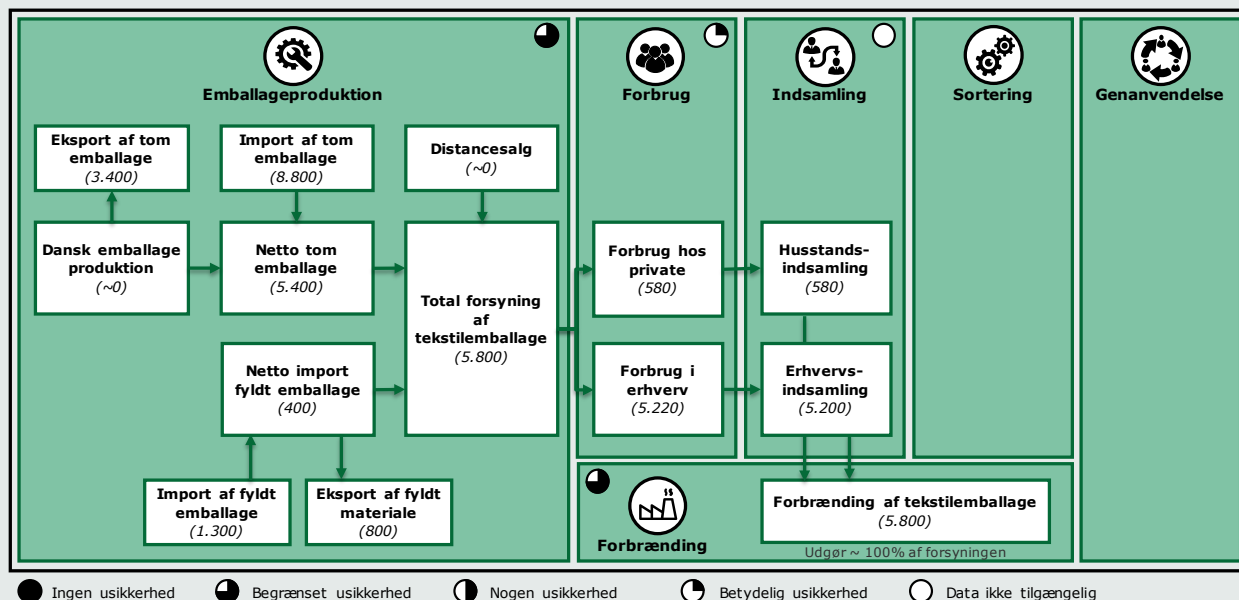 Emballageproduktion
Forbrug
Indsamling
Sortering
Genanvendelse
Eksport af tom
emballage
(3.400)
Import af tom
emballage
(8.800)
Distancesalg
(~0)
Dansk emballage
produktion
(~0)
Netto tom
emballage
(5.400)
Total forsyning
af
tekstilemballage
(5.800)
Forbrug hos
private
(580)
Husstands-
indsamling
(580)
Netto import
fyldt emballage
(400)
Forbrug i
erhverv
(5.220)
Erhvervs-
indsamling
(5.200)
Import af fyldt
emballage
(1.300)
Eksport af fyldt
materiale
(800)
Forbrænding
Forbrænding af tekstilemballage
(5.800)
Udgør ~ 100% af forsyningen
Ingen usikkerhed
Begrænset usikkerhed
Nogen usikkerhed
Betydelig usikkerhed
Data ikke tilgængelig